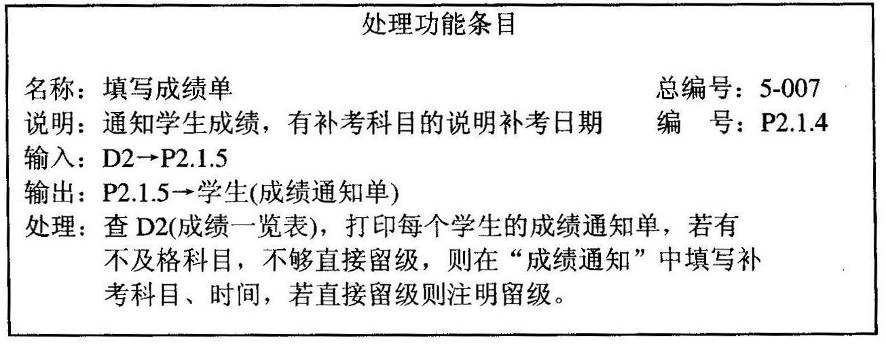 处理功能条目
名称：填写成绩单 总编号：5-007
说明：通知学生成绩，有补考科目的说明补考日期 编 号：P2.1.4
输入：D2→P2.1.5
输出：P2.1.5→学生(成绩通知单)
处理：查 D2(成绩一览表)，打印每个学生的成绩通知单，若有
不及格科目，不够直接留级，则在“成绩通知”中填写补
考科目、时间，若直接留级则注明留级。